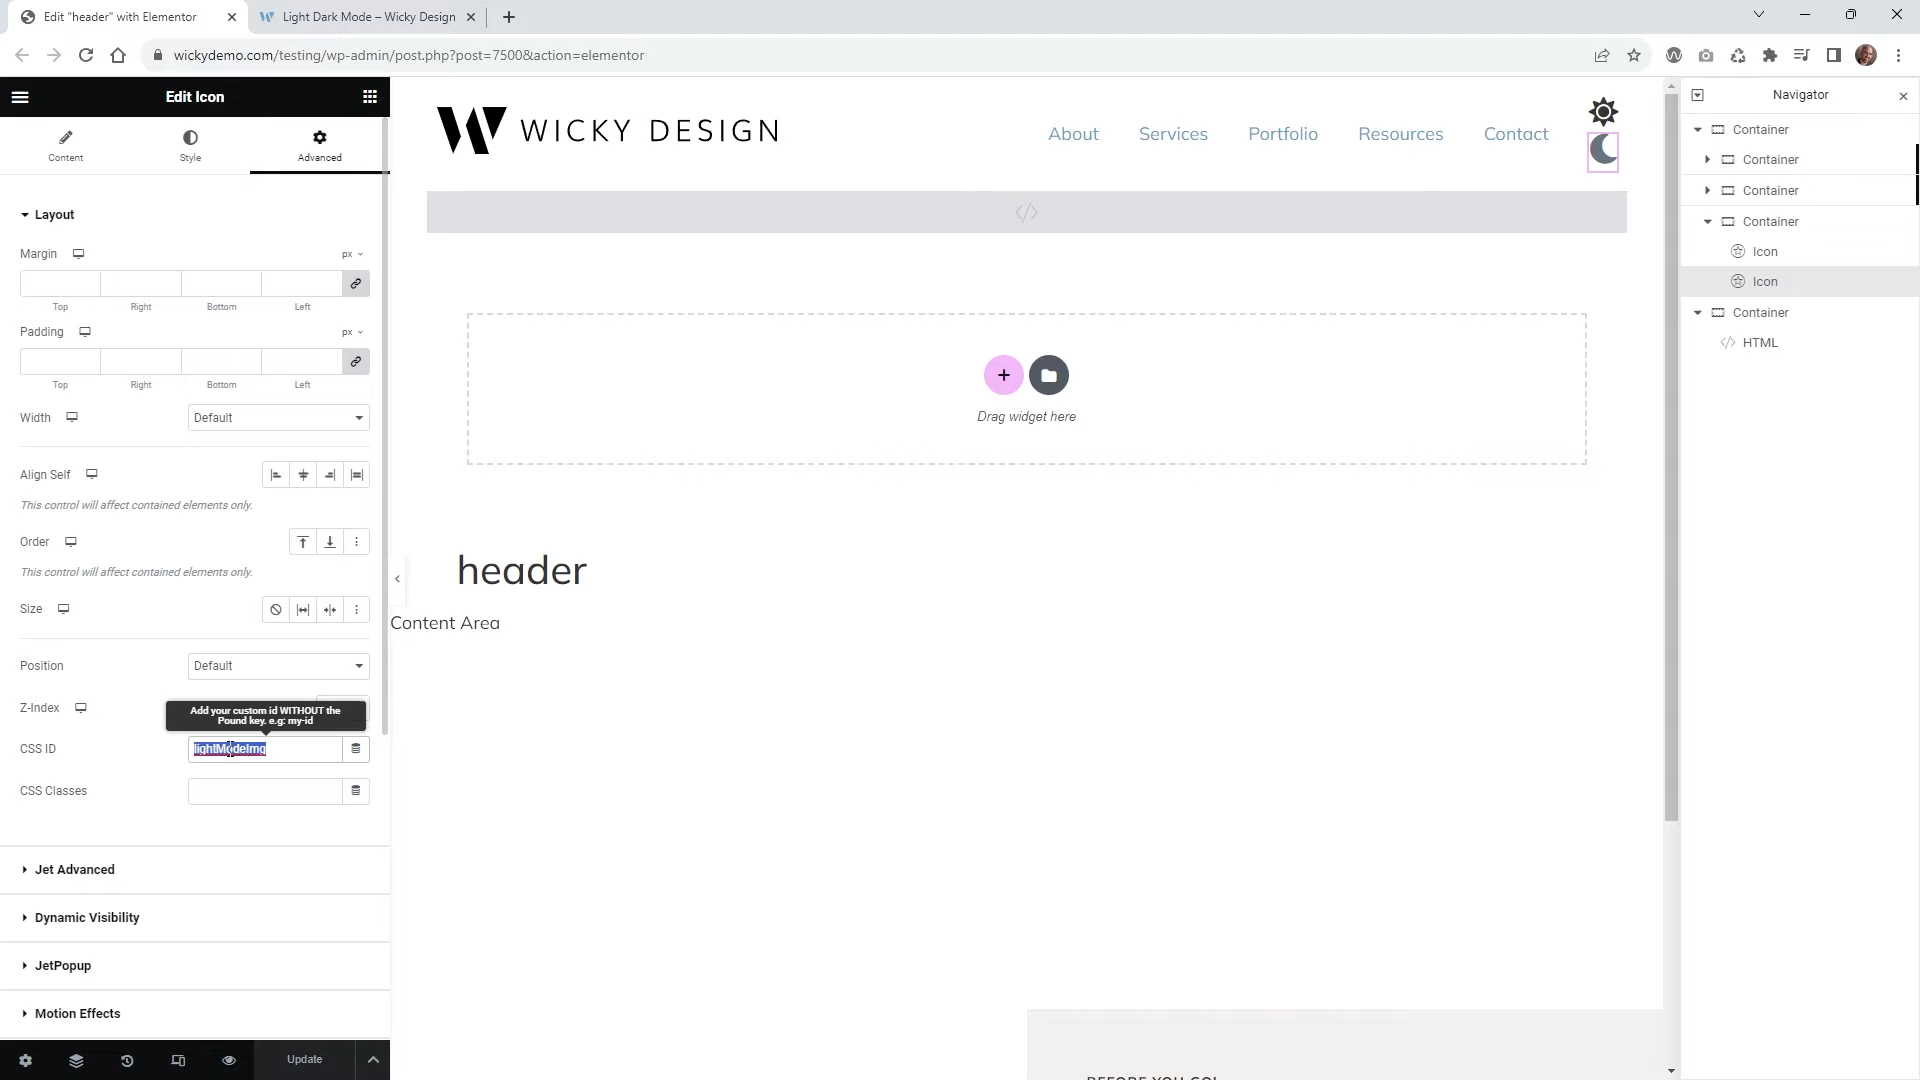 Edit "header" with Elementor
Light Dark Mode – Wicky Design
wickydemo.com/testing/wp-admin/post.php?post=7500&action=elementor
Edit Icon
Content
Style
Advanced
Layout
Margin
px
Top
Right
Bottom
Left
Padding
px
Top
Right
Bottom
Left
Width
Default
Align Self
This control will affect contained elements only.
Order
This control will affect contained elements only.
Size
Position
Default
Z-Index
Add your custom id WITHOUT the
Pound key. e.g: my-id
CSS ID
lightModeImg
CSS Classes
Jet Advanced
Dynamic Visibility
JetPopup
Motion Effects
Update
WICKY DESIGN
About
Services
Portfolio
Resources
Contact
Drag widget here
header
Content Area
BEFORE YOU GO!
Navigator
Container
Container
Container
Container
Icon
Icon
Container
HTML